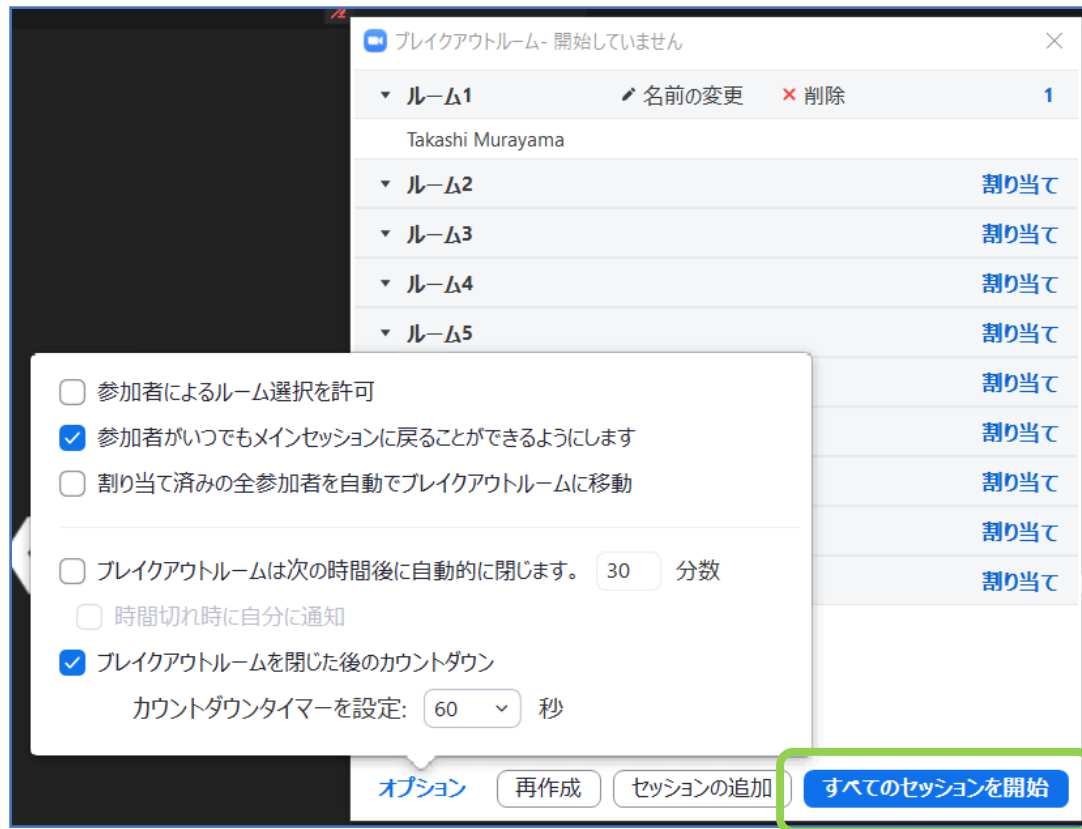 ブレイクアウトルーム- 開始していません
ルーム1 名前の変更 × 削除 1
Takashi Murayama
ルーム2 割り当て
ルーム3 割り当て
ルーム4 割り当て
ルーム5 割り当て
割り当て
割り当て
割り当て
割り当て
割り当て
参加者によるルーム選択を許可
参加者がいつでもメインセッションに戻ることができるようにします
割り当て済みの全参加者を自動でブレイクアウトルームに移動
ブレイクアウトルームは次の時間後に自動的に閉じます。 30 分数
時間切れ時に自分に通知
ブレイクアウトルームを閉じた後のカウントダウン
カウントダウンタイマーを設定: 60 秒
オプション 再作成 セッションの追加 すべてのセッションを開始